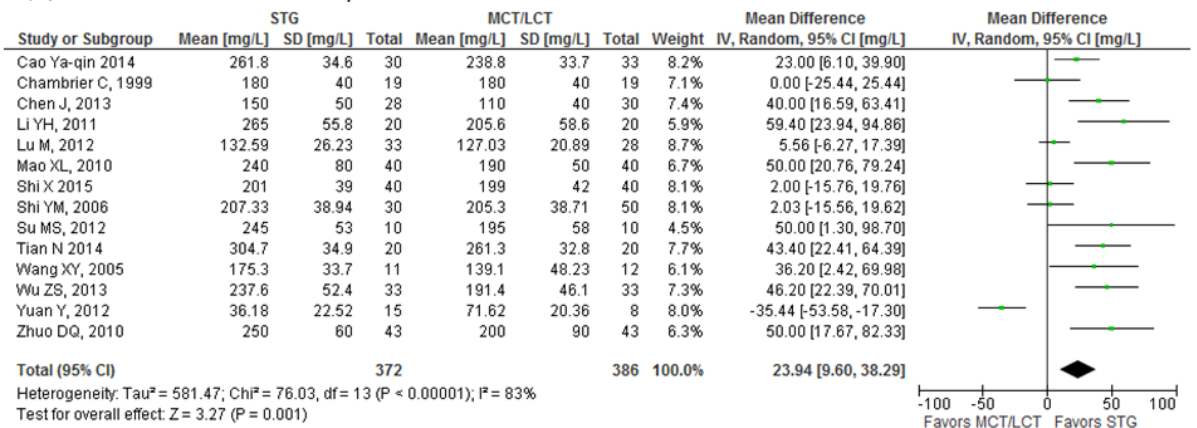 STG MCT/LCT Mean Difference Mean Difference
Study or Subgroup Mean [mg/L] SD [mg/L] Total Mean [mg/L] SD [mg/L] Total Weight IV, Random, 95% CI [mg/L] IV, Random, 95% CI [mg/L]
Cao Ya-qin 2014 261.8 34.6 30 238.8 33.7 33 8.2% 23.00 [6.10, 39.90]
Chambrier C, 1999 180 40 19 180 40 19 7.1% 0.00 [-25.44, 25.44]
Chen J, 2013 150 50 28 110 40 30 7.4% 40.00 [16.59, 63.41]
Li YH, 2011 265 55.8 20 205.6 58.6 20 5.9% 59.40 [23.94, 94.86]
Lu M, 2012 132.59 26.23 33 127.03 20.89 28 8.7% 5.56 [-6.27, 17.39]
Mao XL, 2010 240 80 40 190 50 40 6.7% 50.00 [20.76, 79.24]
Shi X 2015 201 39 40 199 42 40 8.1% 2.00 [-15.76, 19.76]
Shi YM, 2006 207.33 38.94 30 205.3 38.71 50 8.1% 2.03 [-15.56, 19.62]
Su MS, 2012 245 53 10 195 58 10 4.5% 50.00 [1.30, 98.70]
Tian N 2014 304.7 34.9 20 261.3 32.8 20 7.7% 43.40 [22.41, 64.39]
Wang XY, 2005 175.3 33.7 11 139.1 48.23 12 6.1% 36.20 [2.42, 69.98]
Wu ZS, 2013 237.6 52.4 33 191.4 46.1 33 7.3% 46.20 [22.39, 70.01]
Yuan Y, 2012 36.18 22.52 15 71.62 20.36 8 8.0% -35.44 [-53.58, -17.30]
Zhuo DQ, 2010 250 60 43 200 90 43 6.3% 50.00 [17.67, 82.33]
Total (95% CI) 372 386 100.0% 23.94 [9.60, 38.29]
Heterogeneity: Tau² = 581.47; Chi² = 76.03, df = 13 (P < 0.00001); I² = 83%
Test for overall effect: Z = 3.27 (P = 0.001)
-100 -50 0 50 100
Favors MCT/LCT Favors STG